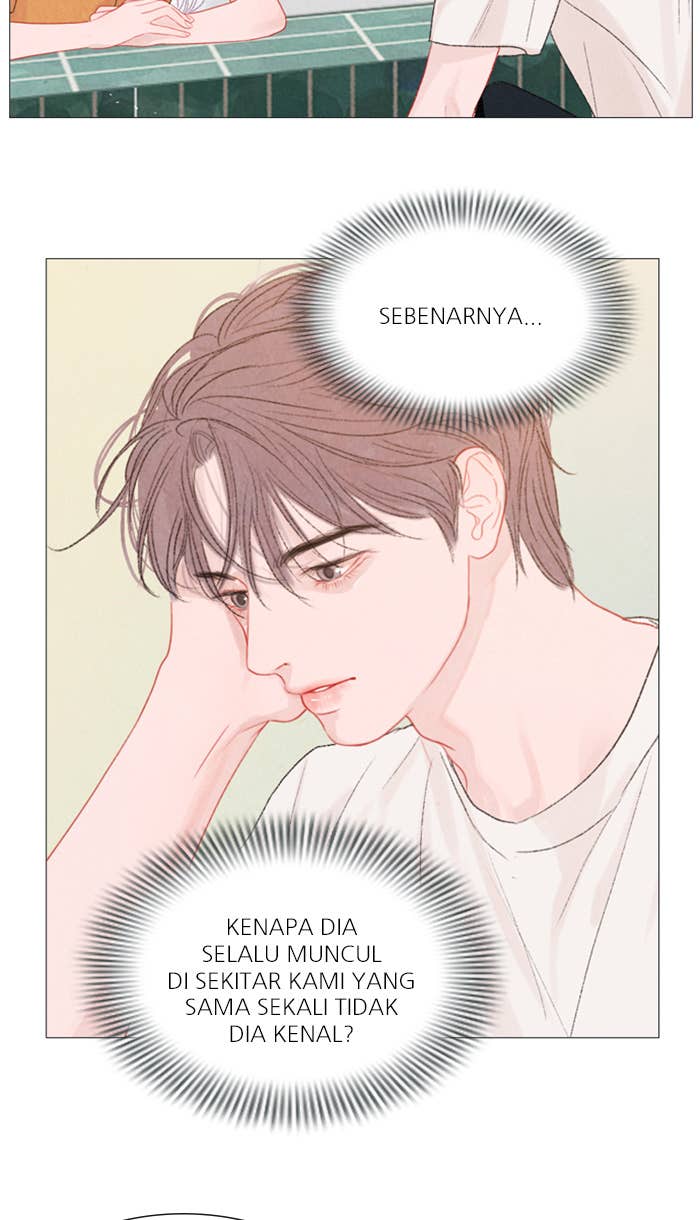 SEBENARNYA...
KENAPA DIA
SELALU MUNCUL
DI SEKITAR KAMI YANG
SAMA SEKALI TIDAK
DIA KENAL?